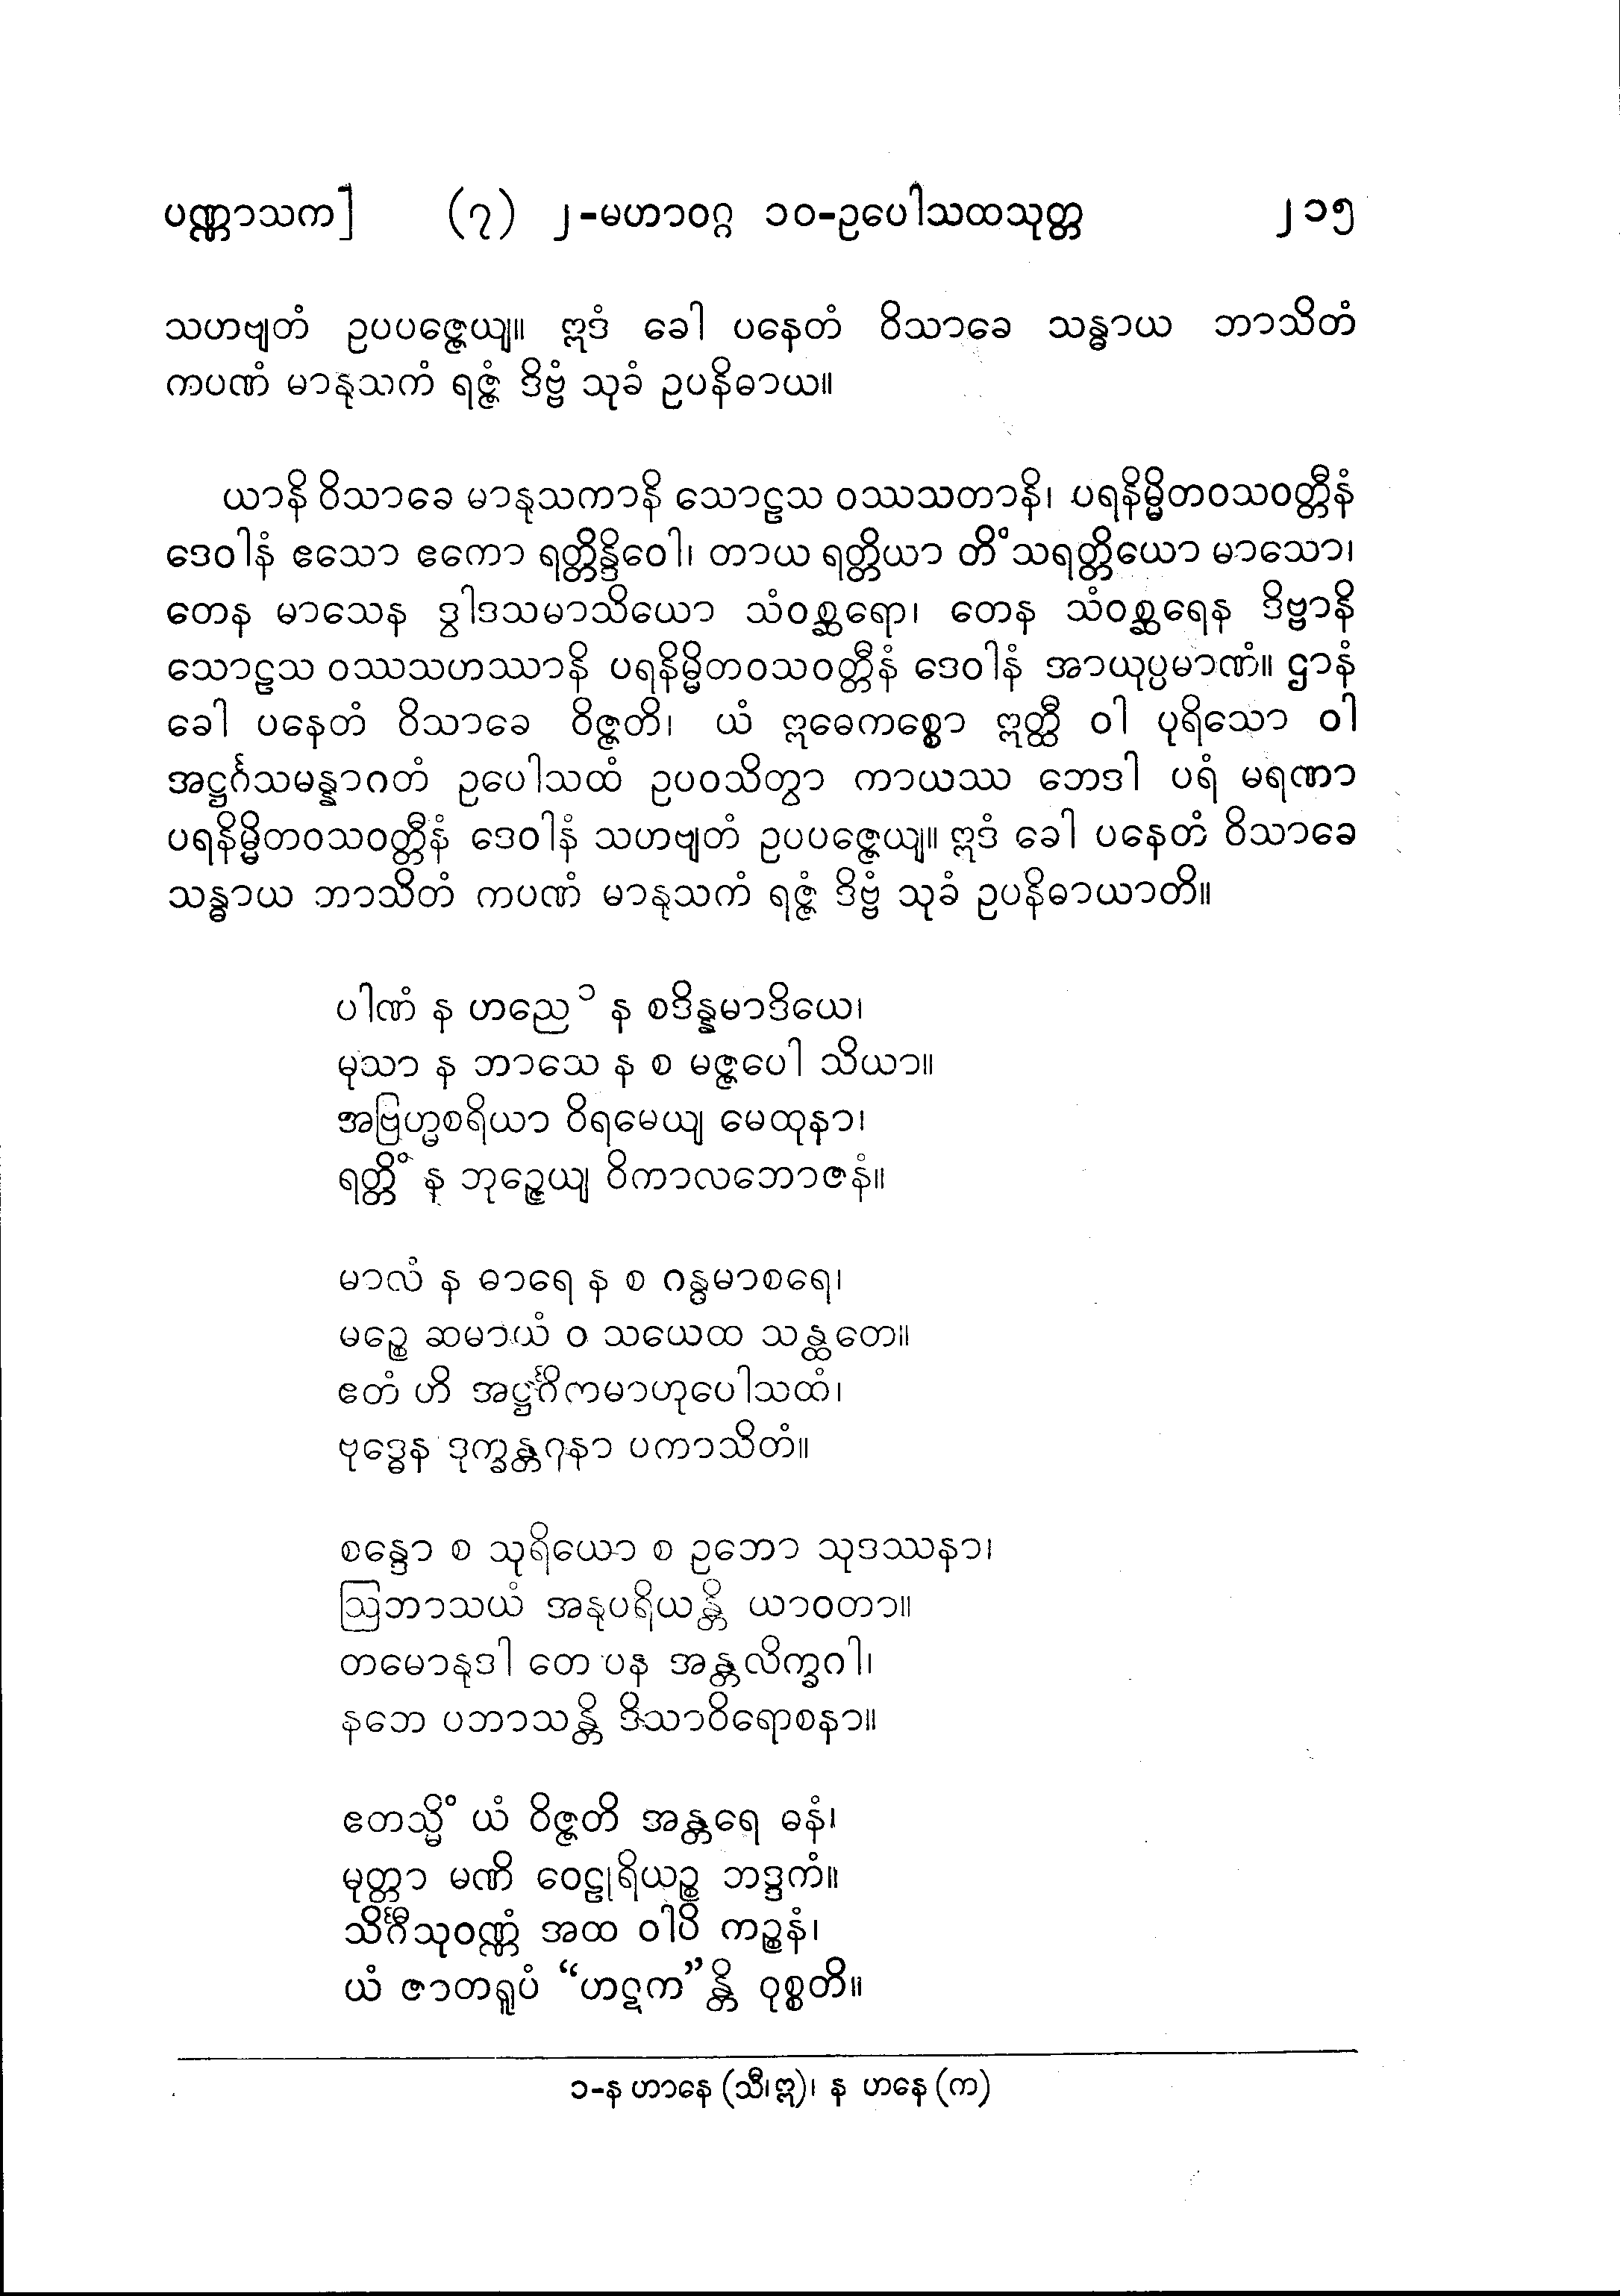 ပဏ္ဏာသက] (၇) ၂-မဟာဝဂ္ဂ ၁၀-ဥပေါသထသုတ္တ ၂၁၅
သဟဗျတံ ဥပပဇ္ဇေယျ။ ဣဒံ ခေါ ပနေတံ ဝိသာခေ သန္ဓာယ ဘာသိတံ
ကပဏံ မာနုသကံ ရဇ္ဇံ ဒိဗ္ဗံ သုခံ ဥပနိဓာယ။
ယာနိ ဝိသာခေ မာနုသကာနိ သောဠသ ဝဿသတာနိ၊ ပရနိမ္မိတဝသဝတ္တီနံ
ဒေဝါနံ ဧသော ဧကော ရတ္တိန္ဒိဝေါ၊ တာယ ရတ္တိယာ တိံသရတ္တိယော မာသော၊
တေန မာသေန ဒွါဒသမာသိယော သံဝစ္ဆရော၊ တေန သံဝစ္ဆရေန ဒိဗ္ဗာနိ
သောဠသ ဝဿသဟဿာနိ ပရနိမ္မိတဝသဝတ္တီနံ ဒေဝါနံ အာယုပ္ပမာဏံ။ ဌာနံ
ခေါ ပနေတံ ဝိသာခေ ဝိဇ္ဇတိ၊ ယံ ဣဓေကစ္စော ဣတ္ထီ ဝါ ပုရိသော ဝါ
အဋ္ဌင်္ဂသမန္နာဂတံ ဥပေါသထံ ဥပဝသိတွာ ကာယဿ ဘေဒါ ပရံ မရဏာ
ပရနိမ္မိတဝသဝတ္တီနံ ဒေဝါနံ သဟဗျတံ ဥပပဇ္ဇေယျ။ ဣဒံ ခေါ ပနေတံ ဝိသာခေ
သန္ဓာယ ဘာသိတံ ကပဏံ မာနုသကံ ရဇ္ဇံ ဒိဗ္ဗံ သုခံ ဥပနိဓာယာတိ။
ပါဏံ န ဟညေ ၁ န စဒိန္နမာဒိယေ၊
မုသာ န ဘာသေ န စ မဇ္ဇပေါ သိယာ။
အဗြဟ္မစရိယာ ဝိရမေယျ မေထုနာ၊
ရတ္တိံ န ဘုဉ္ဇေယျ ဝိကာလဘောဇနံ။
မာလံ န ဓာရေ န စ ဂန္ဓမာစရေ၊
မဉ္စေ ဆမာယံ ဝ သယေထ သန္ထတေ။
ဧတံ ဟိ အဋ္ဌင်္ဂိကမာဟုပေါသထံ၊
ဗုဒ္ဓေန ဒုက္ခန္တဂုနာ ပကာသိတံ။
စန္ဒော စ သုရိယော စ ဥဘော သုဒဿနာ၊
ဩဘာသယံ အနုပရိယန္တိ ယာဝတာ။
တမောနုဒါ တေ ပန အန္တလိက္ခဂါ၊
နဘေ ပဘာသန္တိ ဒိသာဝိရောစနာ။
ဧတသ္မိံ ယံ ဝိဇ္ဇတိ အန္တရေ ဓနံ၊
မုတ္တာ မဏိ ဝေဠုရိယဉ္စ ဘဒ္ဒကံ။
သိင်္ဂီသုဝဏ္ဏံ အထ ဝါပိ ကဉ္စနံ၊
ယံ ဇာတရူပံ “ဟဋက”န္တိ ဝုစ္စတိ။
၁-န ဟာနေ (သီ၊ဣ)၊ န ဟနေ (က)